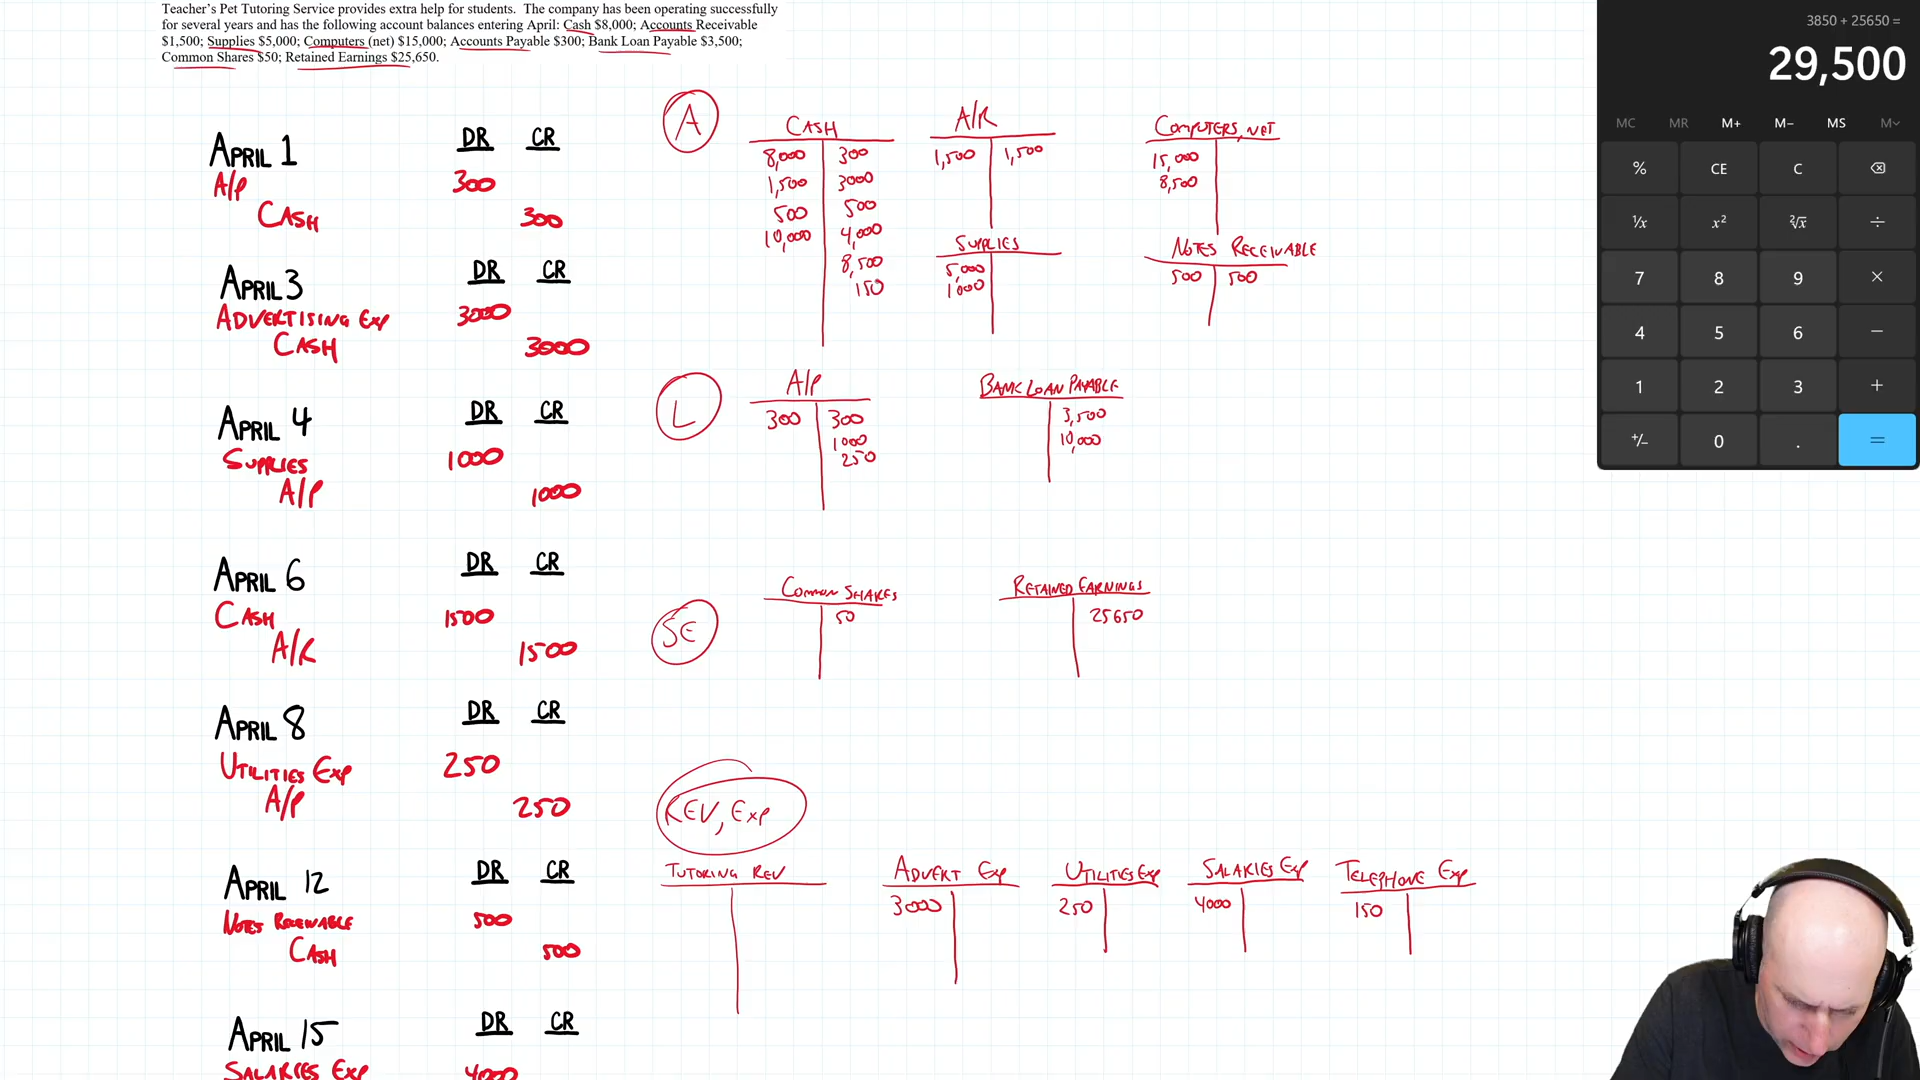 Teacher's Pet Tutoring Service provides extra help for students. The company has been operating successfully
for several years and has the following account balances entering April: Cash $8,000; Accounts Receivable
$1,500; Supplies $5,000; Computers (net) $15,000; Accounts Payable $300; Bank Loan Payable $3,500;
Common Shares $50; Retained Earnings $25,650.
APRIL 1 DR CR
A/P 300
CASH 300
APRIL 3 DR CR
ADVERTISING EXP 3000
CASH 3000
APRIL 4 DR CR
SUPPLIES 1000
A/P 1000
APRIL 6 DR CR
CASH 1500
A/R 1500
APRIL 8 DR CR
UTILITIES EXP 250
A/P 250
APRIL 12 DR CR
NOTES RECEIVABLE 500
CASH 500
APRIL 15 DR CR
SALARIES EXP 4000
A
CASH
8,000 300
1,500 3000
500 500
10,000 4,000
8,500
150
A/R
1,500 1,500
COMPUTERS, NET
15,000
8,500
SUPPLIES
5,000
1000
NOTES RECEIVABLE
500 500
L
A/P
300 300
1000
250
BANK LOAN PAYABLE
3,500
10,000
SE
COMMON SHARES
50
RETAINED EARNINGS
25650
REV, EXP
TUTORING REV
ADVERT EXP
3000
UTILITIES EXP
250
SALARIES EXP
4000
TELEPHONE EXP
150
3850 + 25650 =
29,500
MC MR M+ M− MS M˅
% CE C ⌫
¹/x x² ²√x ÷
7 8 9 ×
4 5 6 −
1 2 3 +
+/− 0 . =